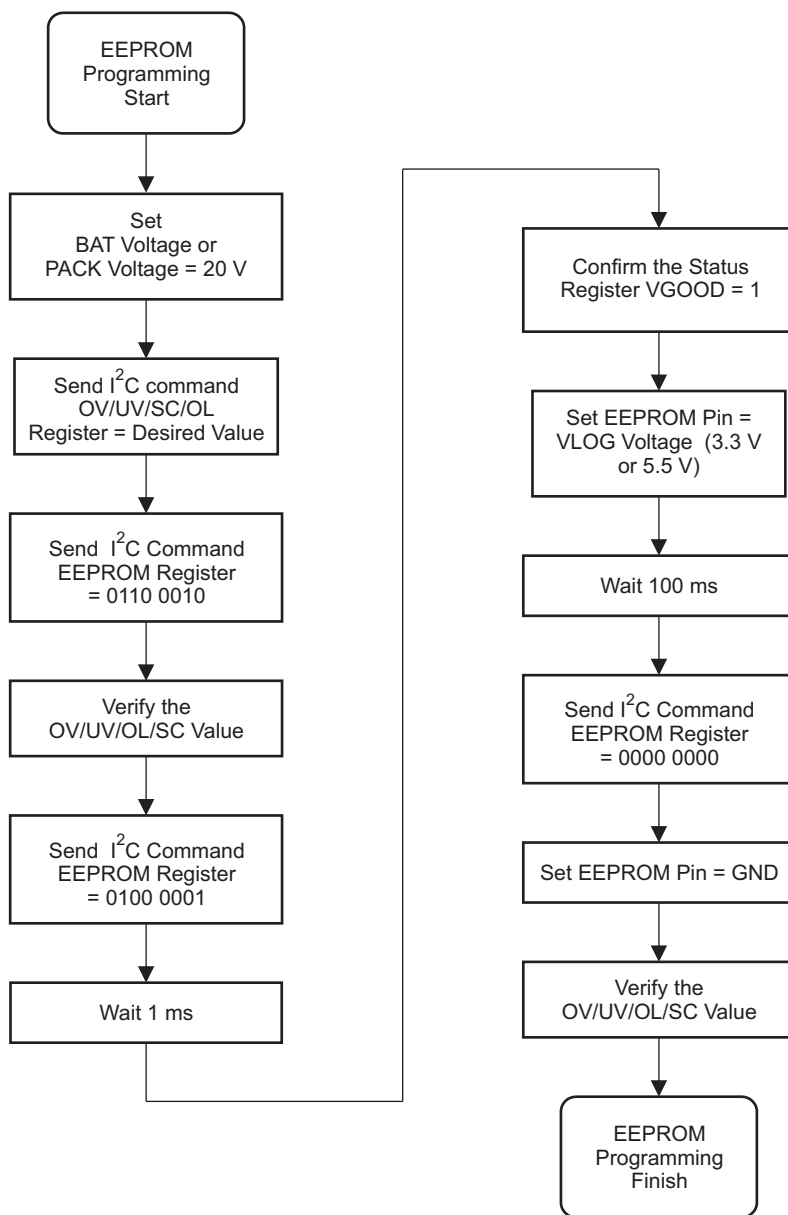 EEPROM
Programming
Start
Set
BAT Voltage or
PACK Voltage = 20 V
Send I²C command
OV/UV/SC/OL
Register = Desired Value
Send I²C Command
EEPROM Register
= 0110 0010
Verify the
OV/UV/OL/SC Value
Send I²C Command
EEPROM Register
= 0100 0001
Wait 1 ms
Confirm the Status
Register VGOOD = 1
Set EEPROM Pin =
VLOG Voltage (3.3 V
or 5.5 V)
Wait 100 ms
Send I²C Command
EEPROM Register
= 0000 0000
Set EEPROM Pin = GND
Verify the
OV/UV/OL/SC Value
EEPROM
Programming
Finish